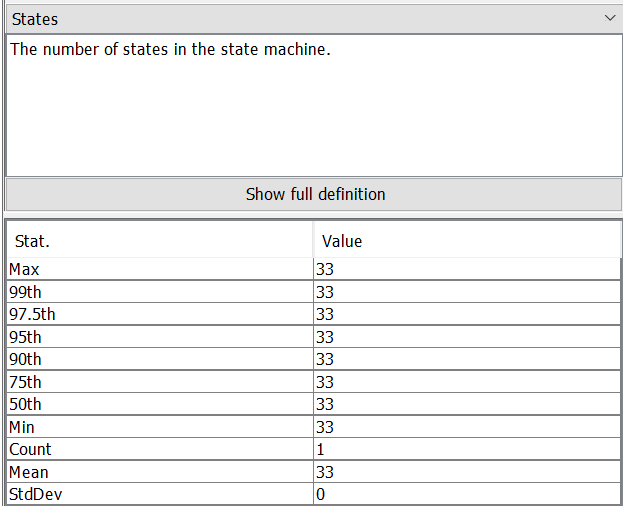 States
The number of states in the state machine.
Show full definition
Stat. Value
Max 33
99th 33
97.5th 33
95th 33
90th 33
75th 33
50th 33
Min 33
Count 1
Mean 33
StdDev 0